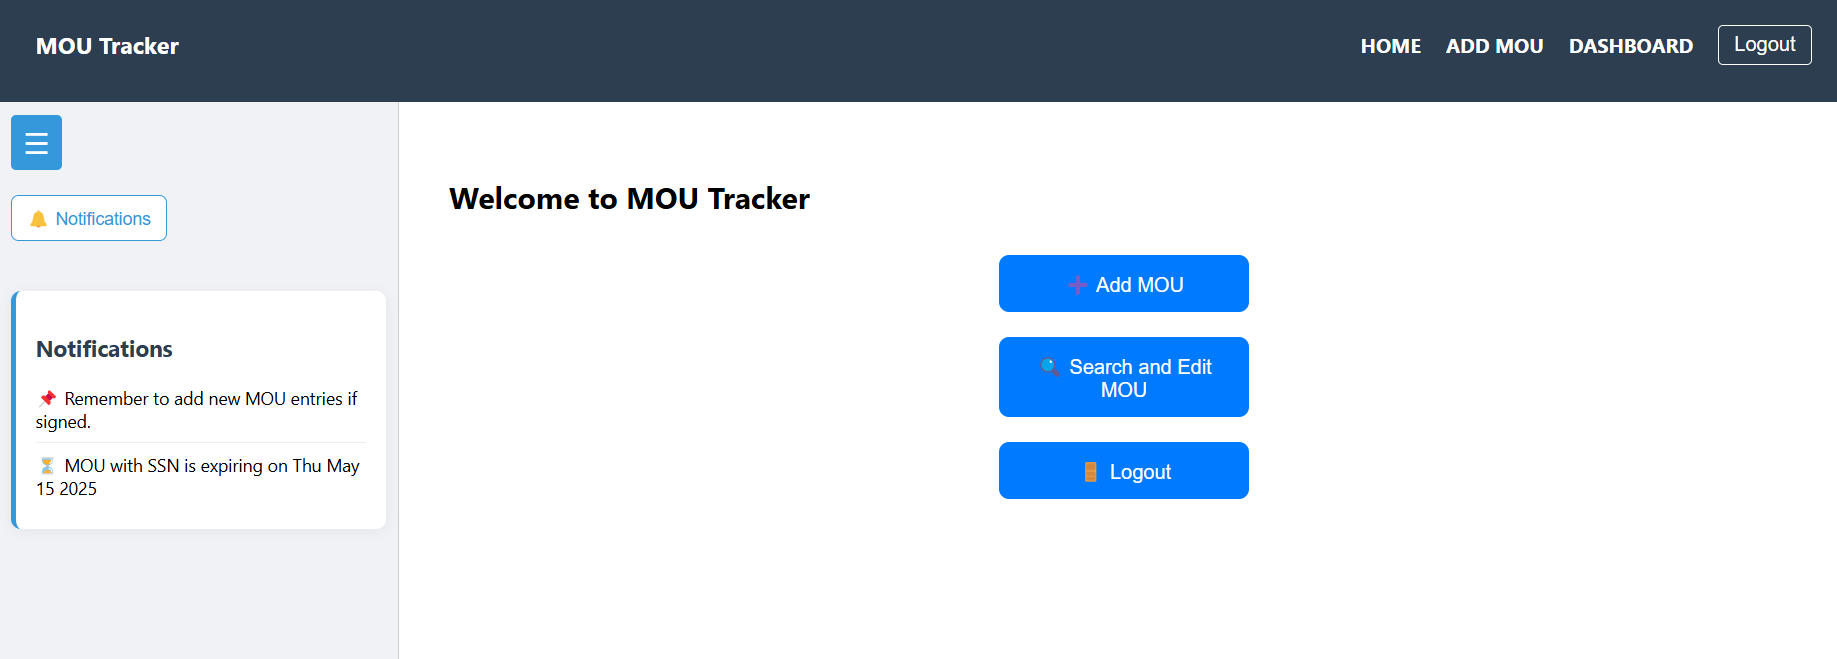 MOU Tracker
HOME ADD MOU DASHBOARD Logout
Notifications
Notifications
Remember to add new MOU entries if
signed.
MOU with SSN is expiring on Thu May
15 2025
Welcome to MOU Tracker
Add MOU
Search and Edit
MOU
Logout